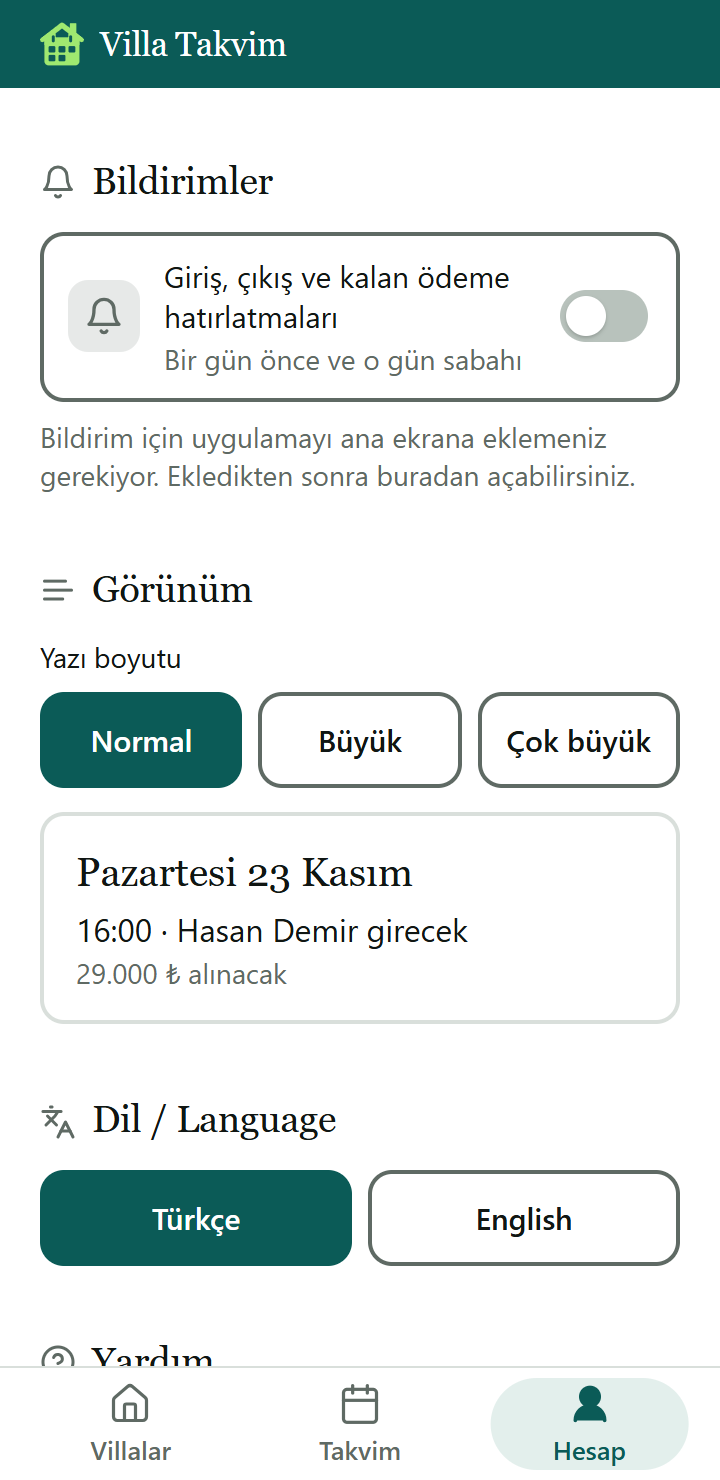 Villa Takvim
Bildirimler
Giriş, çıkış ve kalan ödeme
hatırlatmaları
Bir gün önce ve o gün sabahı
Bildirim için uygulamayı ana ekrana eklemeniz
gerekiyor. Ekledikten sonra buradan açabilirsiniz.
Görünüm
Yazı boyutu
Normal
Büyük
Çok büyük
Pazartesi 23 Kasım
16:00 · Hasan Demir girecek
29.000 ₺ alınacak
Dil / Language
Türkçe
English
Yardım
Villalar
Takvim
Hesap